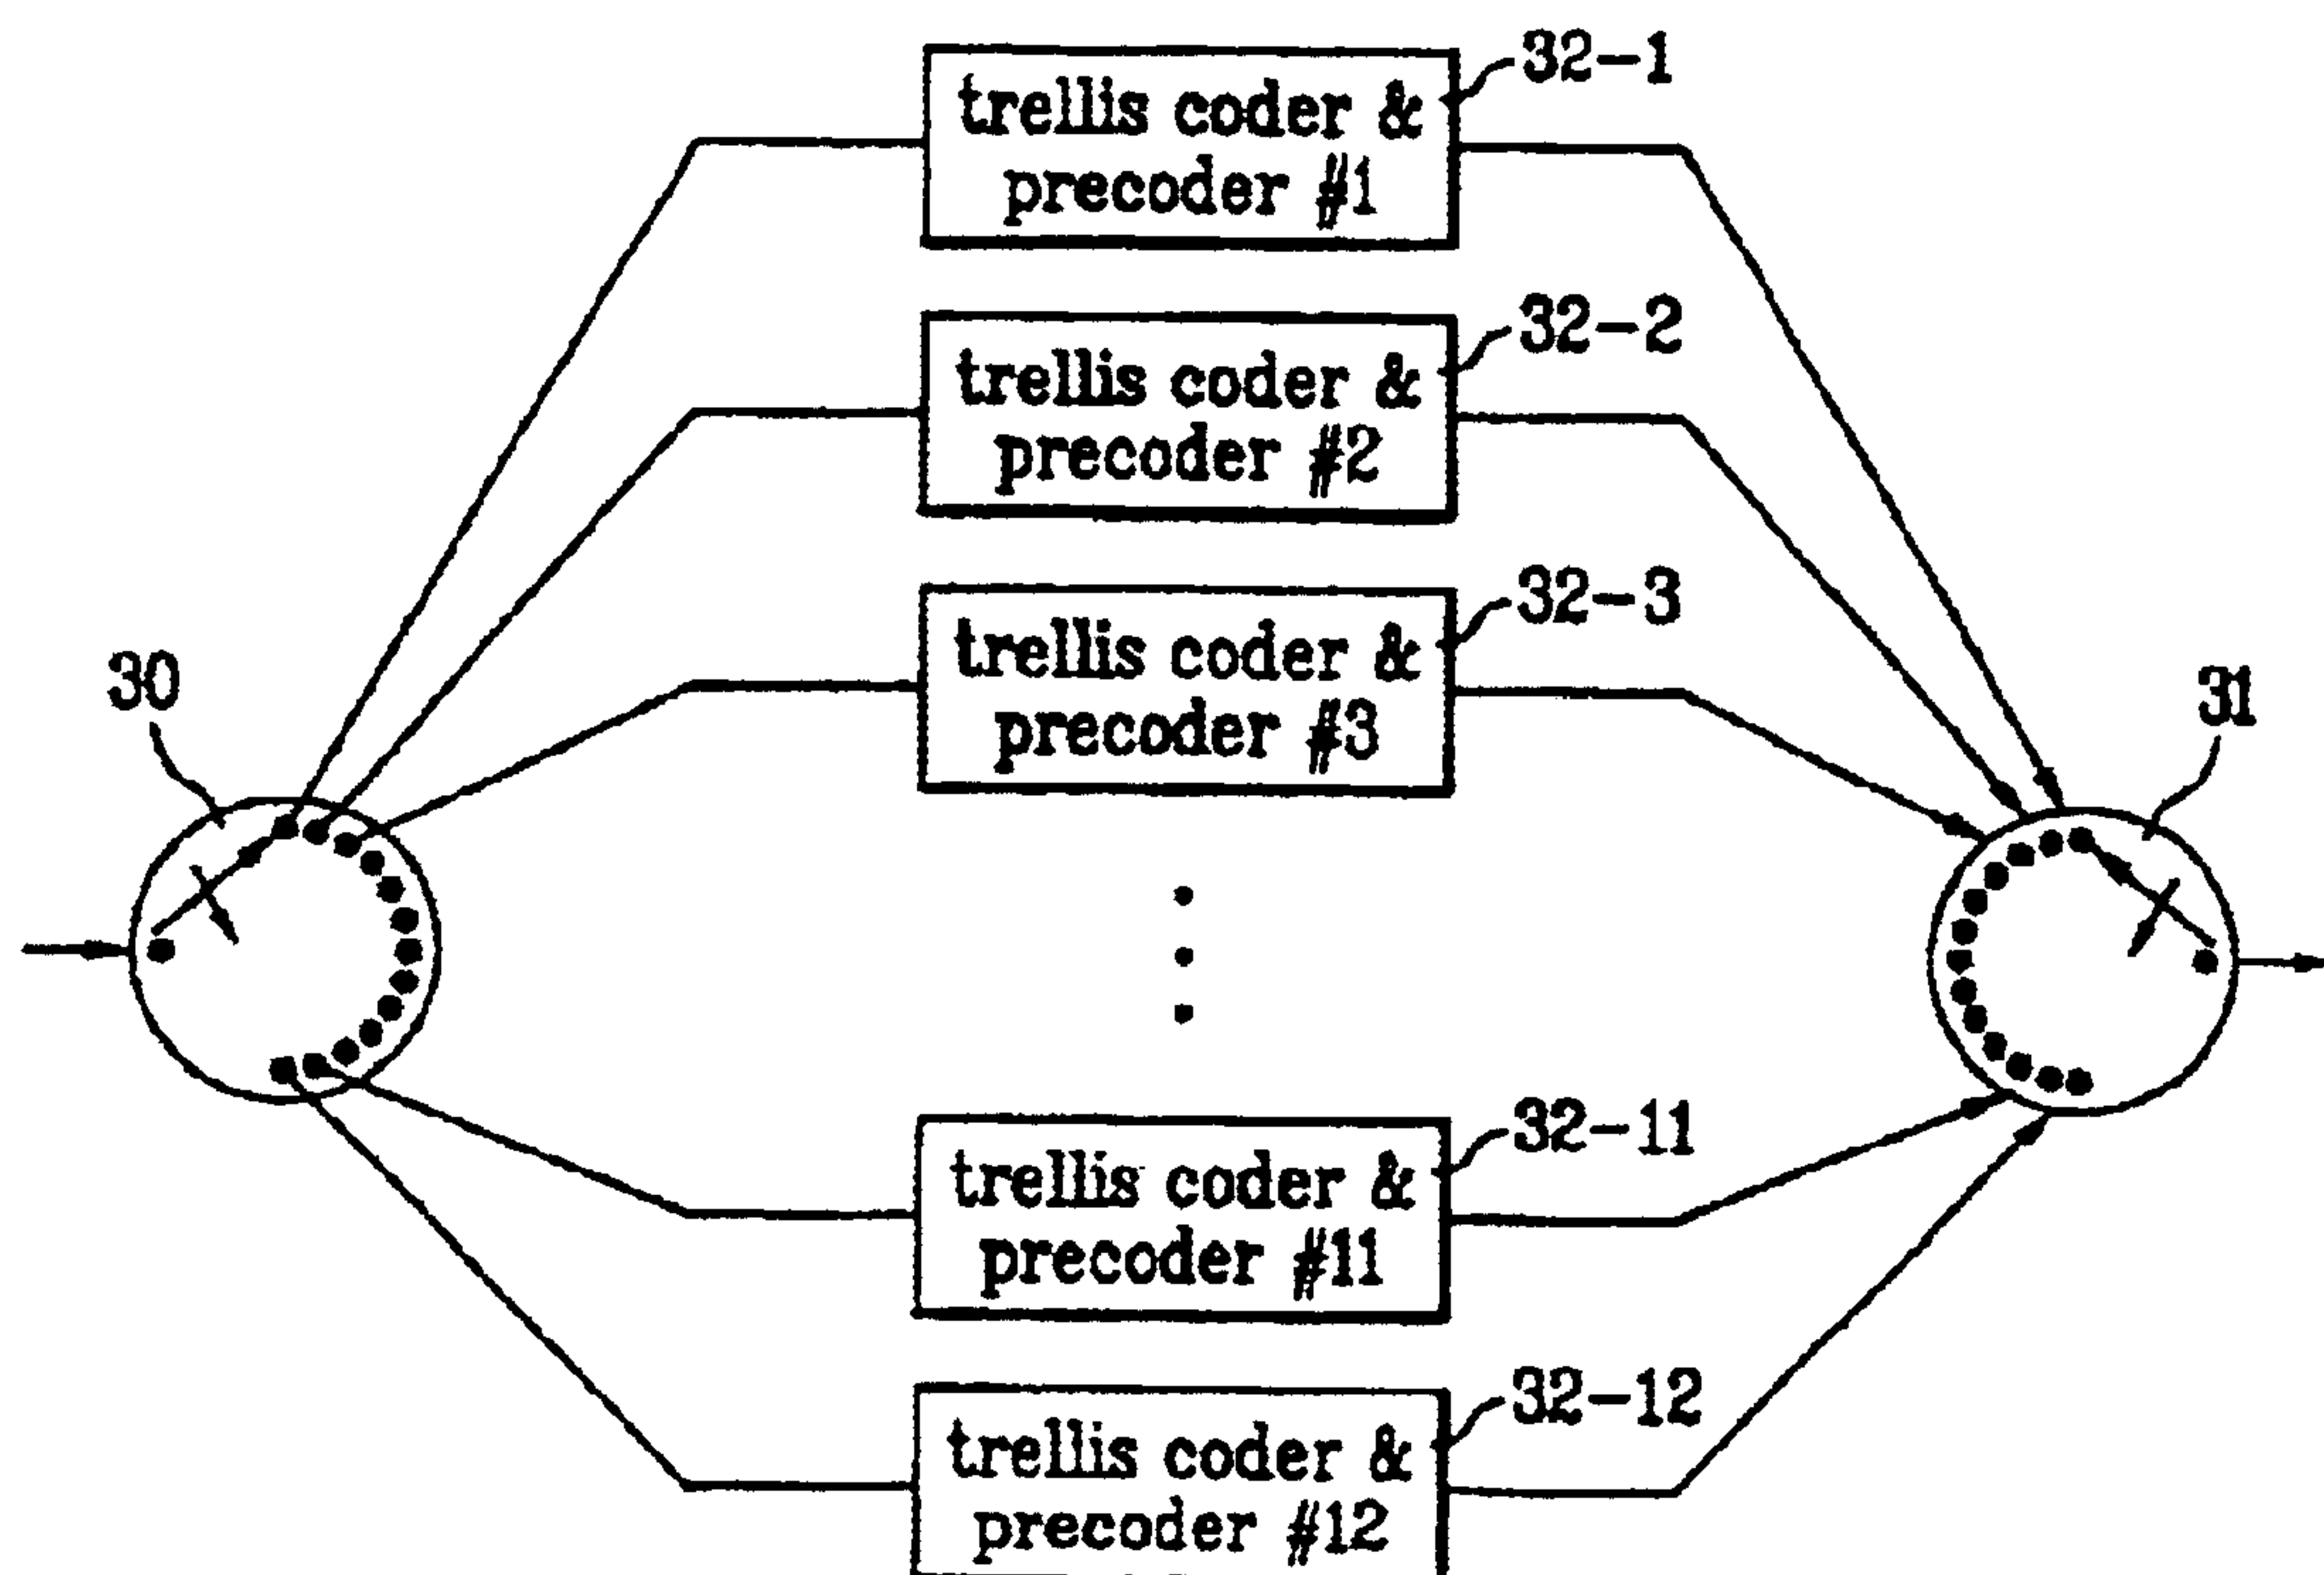 32-1
trellis coder &
precoder #1
32-2
trellis coder &
precoder #2
32-3
trellis coder &
precoder #3
30
31
32-11
trellis coder &
precoder #11
32-12
trellis coder &
precoder #12